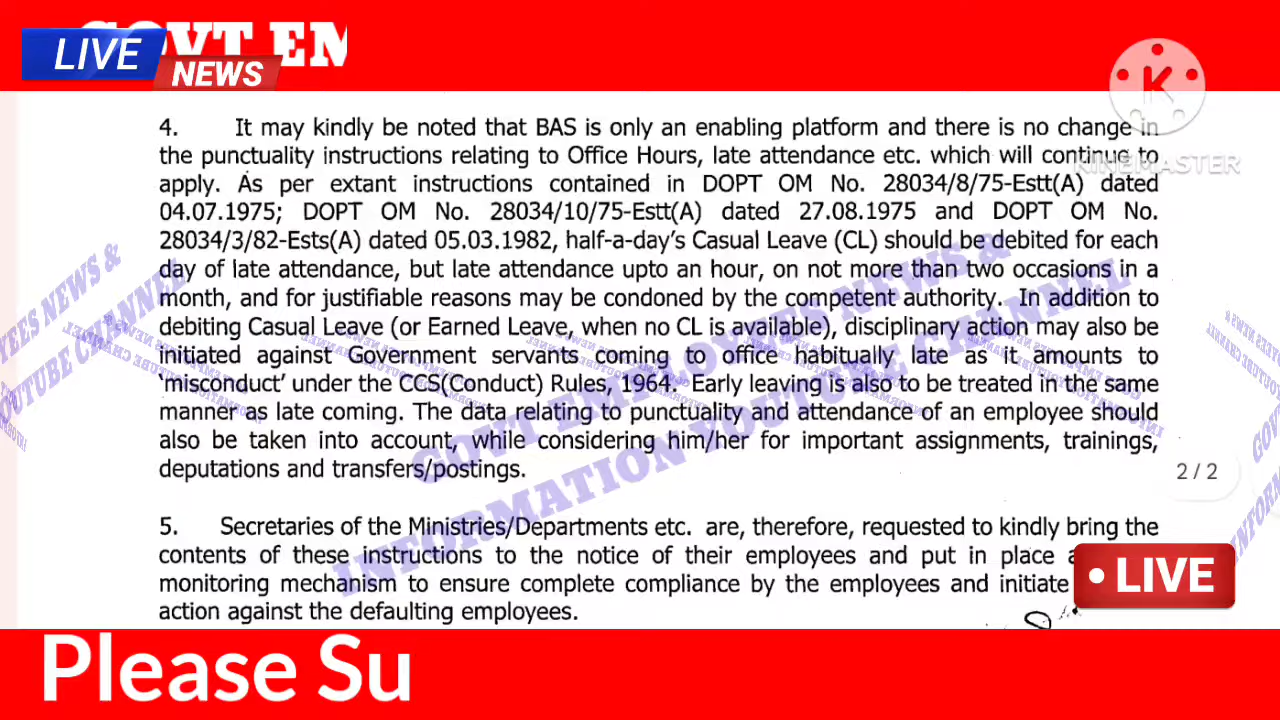 GOVT EM
LIVE
NEWS
KINEMASTER
4. It may kindly be noted that BAS is only an enabling platform and there is no change in
the punctuality instructions relating to Office Hours, late attendance etc. which will continue to
apply. As per extant instructions contained in DOPT OM No. 28034/8/75-Estt(A) dated
04.07.1975; DOPT OM No. 28034/10/75-Estt(A) dated 27.08.1975 and DOPT OM No.
28034/3/82-Ests(A) dated 05.03.1982, half-a-day's Casual Leave (CL) should be debited for each
day of late attendance, but late attendance upto an hour, on not more than two occasions in a
month, and for justifiable reasons may be condoned by the competent authority. In addition to
debiting Casual Leave (or Earned Leave, when no CL is available), disciplinary action may also be
initiated against Government servants coming to office habitually late as it amounts to
'misconduct' under the CCS(Conduct) Rules, 1964. Early leaving is also to be treated in the same
manner as late coming. The data relating to punctuality and attendance of an employee should
also be taken into account, while considering him/her for important assignments, trainings,
deputations and transfers/postings.
2 / 2
5. Secretaries of the Ministries/Departments etc. are, therefore, requested to kindly bring the
contents of these instructions to the notice of their employees and put in place
monitoring mechanism to ensure complete compliance by the employees and initiate
action against the defaulting employees.
LIVE
GOVT EMPLOYEES NEWS &
INFORMATION YOUTUBE CHANNEL
Please Su